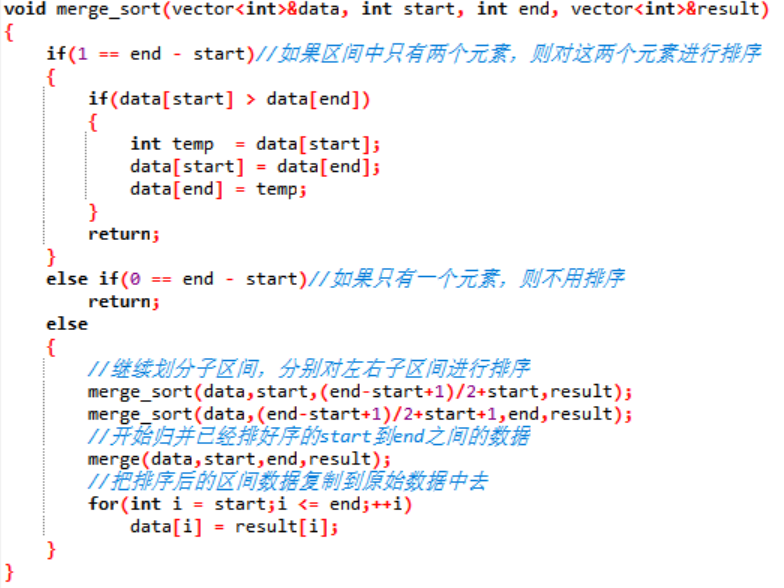 void merge_sort(vector<int>&data, int start, int end, vector<int>&result)
{
    if(1 == end - start)//如果区间中只有两个元素，则对这两个元素进行排序
    {
        if(data[start] > data[end])
        {
            int temp  = data[start];
            data[start] = data[end];
            data[end] = temp;
        }
        return;
    }
    else if(0 == end - start)//如果只有一个元素，则不用排序
        return;
    else
    {
        //继续划分子区间，分别对左右子区间进行排序
        merge_sort(data,start,(end-start+1)/2+start,result);
        merge_sort(data,(end-start+1)/2+start+1,end,result);
        //开始归并已经排好序的start到end之间的数据
        merge(data,start,end,result);
        //把排序后的区间数据复制到原始数据中去
        for(int i = start;i <= end;++i)
            data[i] = result[i];
    }
}